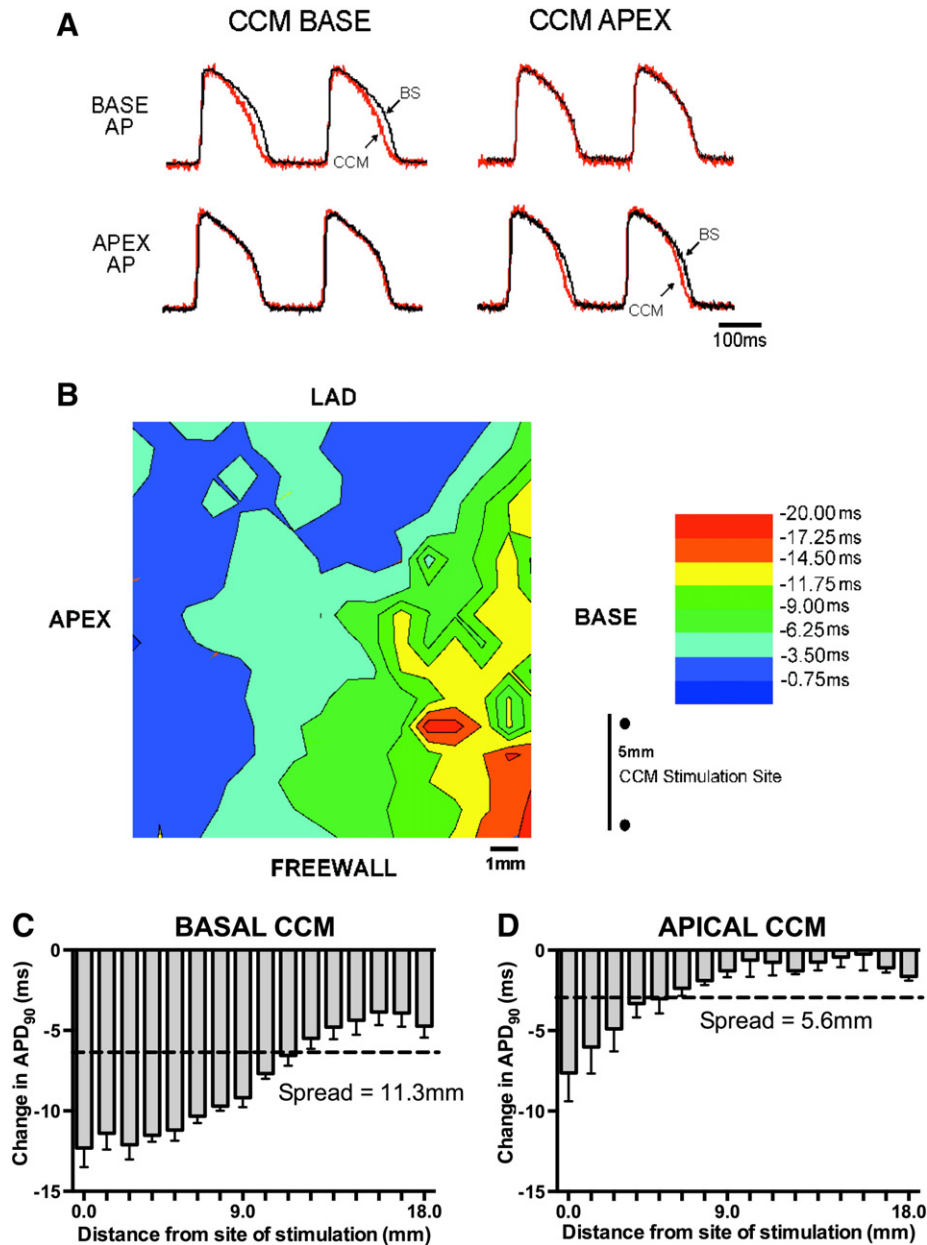 A
CCM BASE
CCM APEX
BASE
AP
BS
CCM
APEX
AP
BS
CCM
100ms
B
LAD
APEX
BASE
FREEWALL
1mm
-20.00 ms
-17.25 ms
-14.50 ms
-11.75 ms
-9.00 ms
-6.25 ms
-3.50 ms
-0.75 ms
5mm
CCM Stimulation Site
C
BASAL CCM
Change in APD90 (ms)
0
-5
-10
-15
Spread = 11.3mm
0.0
9.0
18.0
Distance from site of stimulation (mm)
D
APICAL CCM
Change in APD90 (ms)
0
-5
-10
-15
Spread = 5.6mm
0.0
9.0
18.0
Distance from site of stimulation (mm)